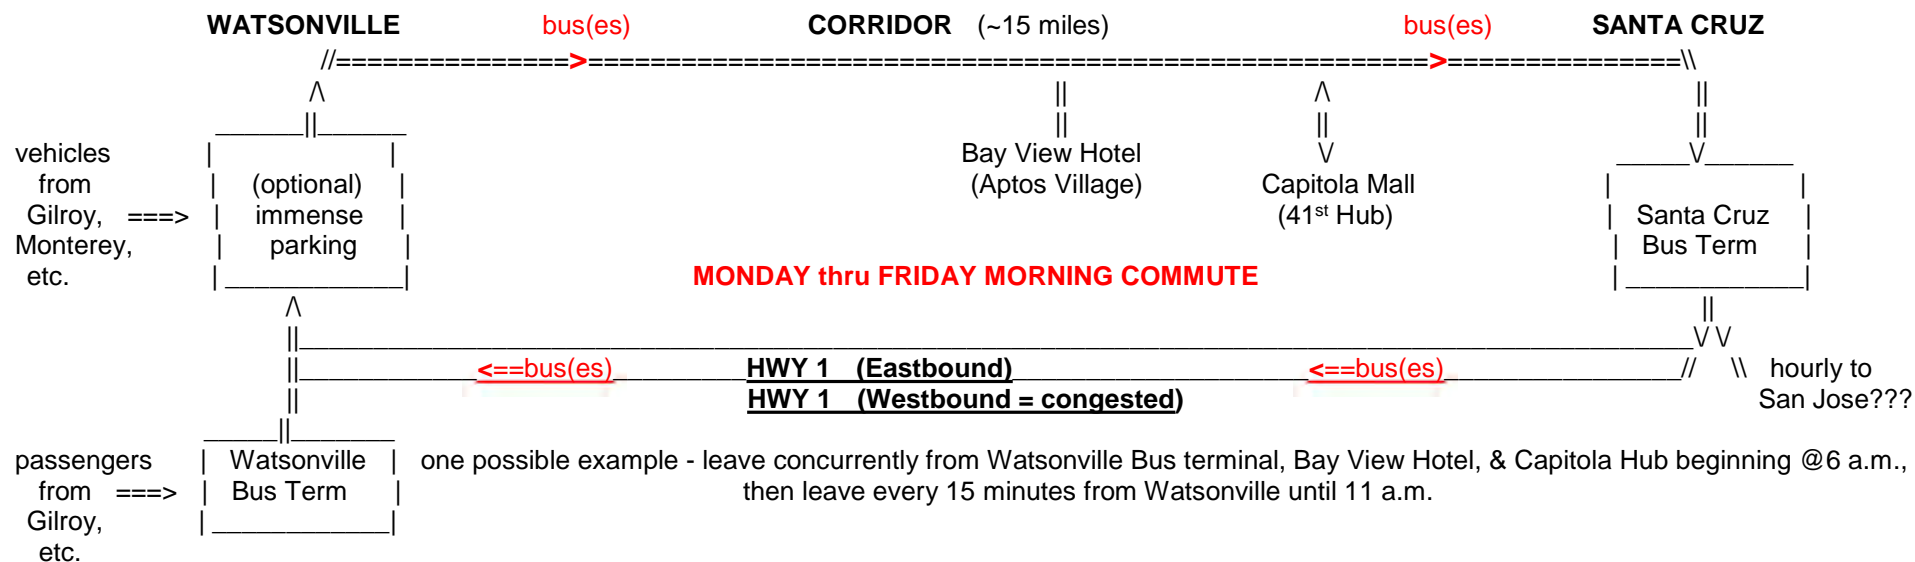 WATSONVILLE bus(es) CORRIDOR (~15 miles) bus(es) SANTA CRUZ
vehicles
from
Gilroy, ===>
Monterey,
etc.
(optional)
immense
parking
Bay View Hotel
(Aptos Village)
Capitola Mall
(41st Hub)
Santa Cruz
Bus Term
MONDAY thru FRIDAY MORNING COMMUTE
<==bus(es) HWY 1 (Eastbound) <==bus(es)
HWY 1 (Westbound = congested)
hourly to
San Jose???
passengers
from ===>
Gilroy,
etc.
Watsonville
Bus Term
one possible example - leave concurrently from Watsonville Bus terminal, Bay View Hotel, & Capitola Hub beginning @6 a.m.,
then leave every 15 minutes from Watsonville until 11 a.m.